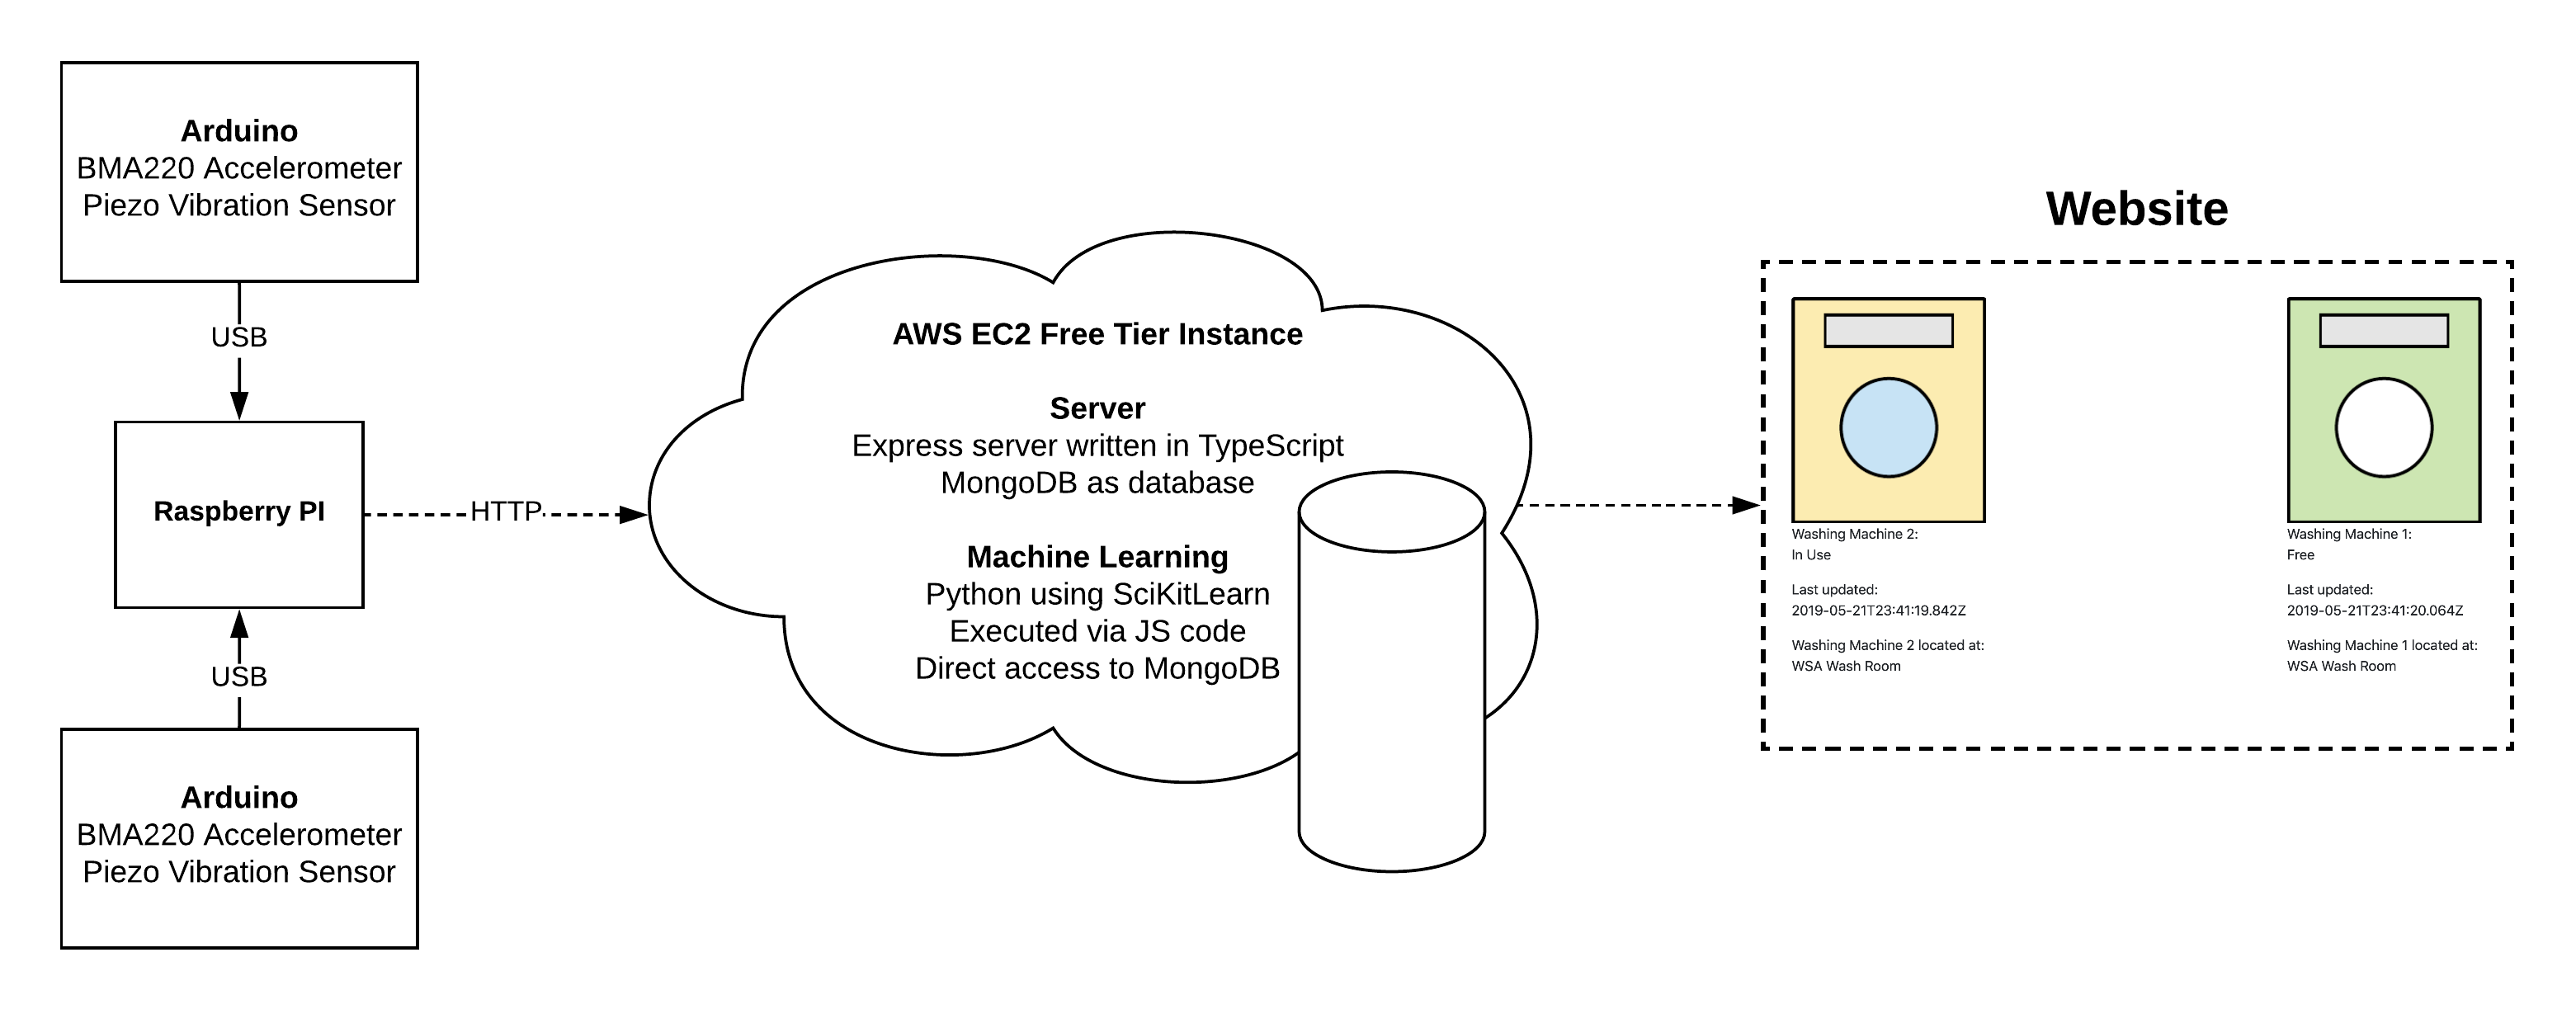 Arduino
BMA220 Accelerometer
Piezo Vibration Sensor
USB
Raspberry PI
USB
Arduino
BMA220 Accelerometer
Piezo Vibration Sensor
HTTP
AWS EC2 Free Tier Instance
Server
Express server written in TypeScript
MongoDB as database
Machine Learning
Python using SciKitLearn
Executed via JS code
Direct access to MongoDB
Website
Washing Machine 2:
In Use
Last updated:
2019-05-21T23:41:19.842Z
Washing Machine 2 located at:
WSA Wash Room
Washing Machine 1:
Free
Last updated:
2019-05-21T23:41:20.064Z
Washing Machine 1 located at:
WSA Wash Room